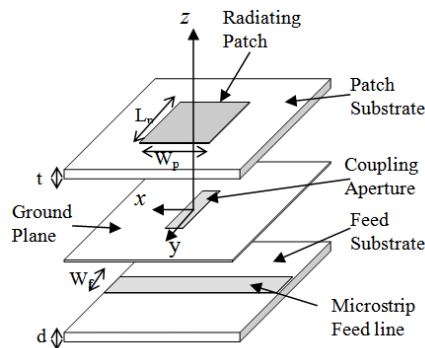 z
Radiating
Patch
Patch
Substrate
Lp
Wp
t
Coupling
Aperture
x
Ground
Plane
y
Feed
Substrate
Wf
Microstrip
Feed line
d